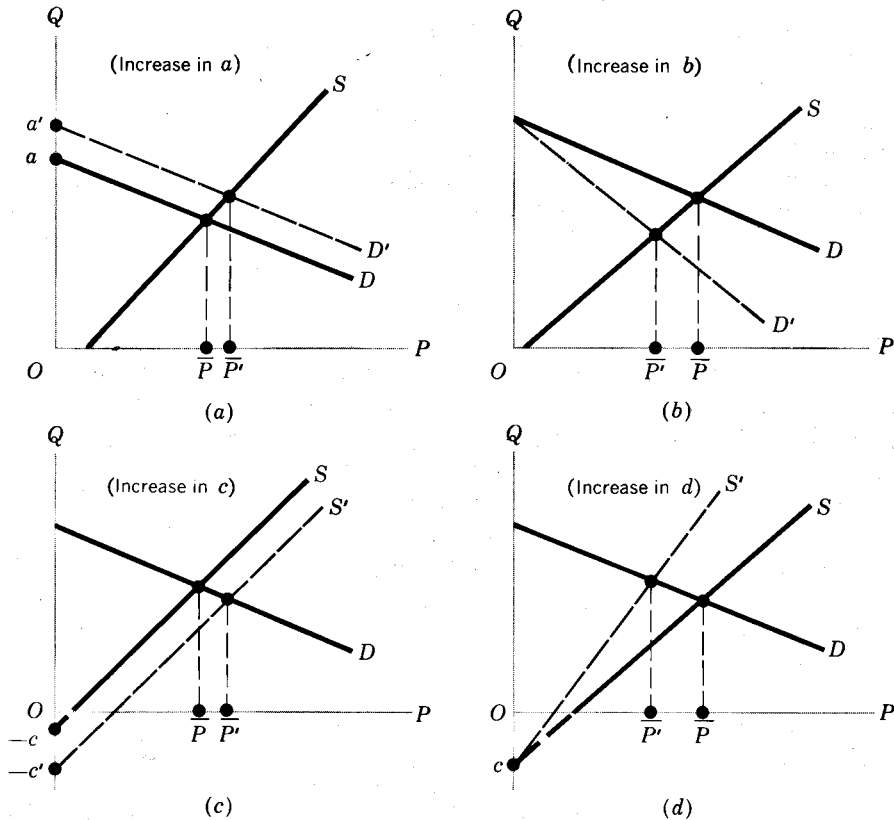 Q
(Increase in a)
S
a'
a
D'
D
O
P̅
P̅'
P
(a)
Q
(Increase in b)
S
D
D'
O
P̅'
P̅
P
(b)
Q
(Increase in c)
S
S'
D
O
P̅
P̅'
P
—c
—c'
(c)
Q
(Increase in d)
S'
S
D
O
P̅'
P̅
P
c
(d)